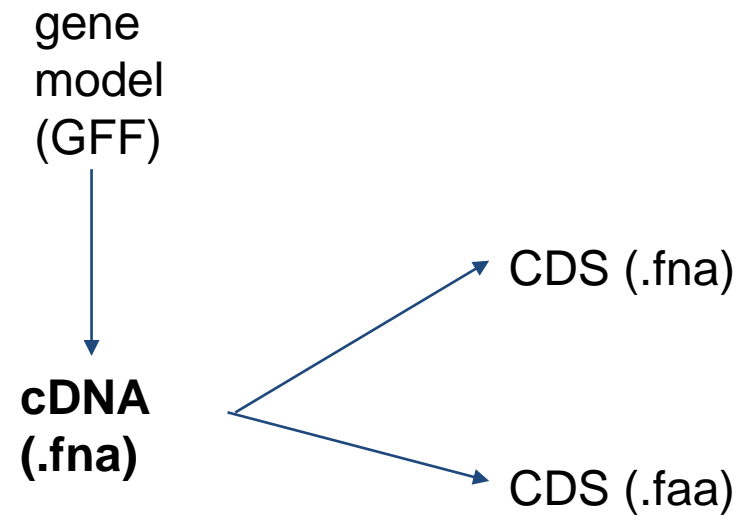 gene
model
(GFF)
CDS (.fna)
cDNA
(.fna)
CDS (.faa)